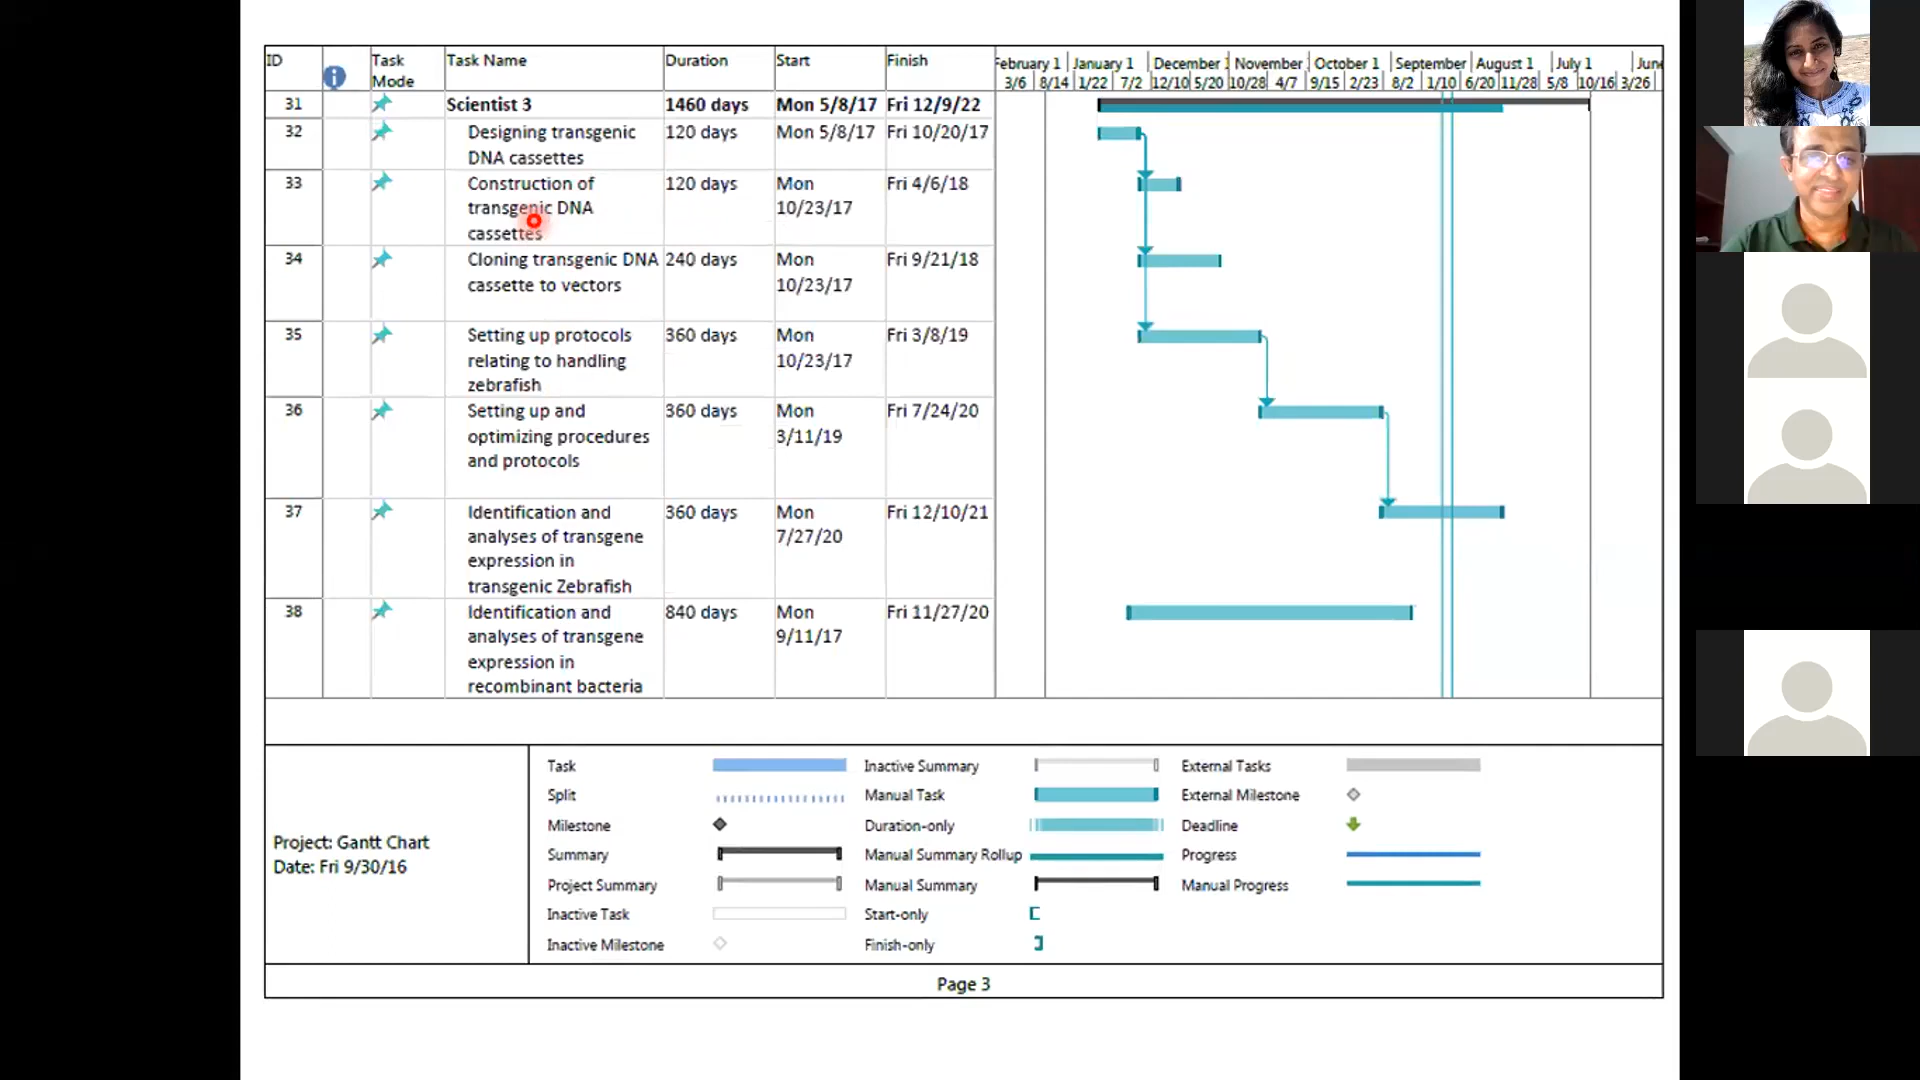 ID Task Mode Task Name Duration Start Finish
February 1 January 1 December 1 November October 1 September August 1 July 1 June
3/6 8/14 1/22 7/2 12/10 5/20 10/28 4/7 9/15 2/23 8/2 1/10 6/20 11/28 5/8 10/16 3/26
31 Scientist 3 1460 days Mon 5/8/17 Fri 12/9/22
32 Designing transgenic 120 days Mon 5/8/17 Fri 10/20/17
DNA cassettes
33 Construction of 120 days Mon Fri 4/6/18
transgenic DNA 10/23/17
cassettes
34 Cloning transgenic DNA 240 days Mon Fri 9/21/18
cassette to vectors 10/23/17
35 Setting up protocols 360 days Mon Fri 3/8/19
relating to handling 10/23/17
zebrafish
36 Setting up and 360 days Mon Fri 7/24/20
optimizing procedures 3/11/19
and protocols
37 Identification and 360 days Mon Fri 12/10/21
analyses of transgene 7/27/20
expression in
transgenic Zebrafish
38 Identification and 840 days Mon Fri 11/27/20
analyses of transgene 9/11/17
expression in
recombinant bacteria
Project: Gantt Chart
Date: Fri 9/30/16
Task Inactive Summary External Tasks
Split Manual Task External Milestone
Milestone Duration-only Deadline
Summary Manual Summary Rollup Progress
Project Summary Manual Summary Manual Progress
Inactive Task Start-only
Inactive Milestone Finish-only
Page 3